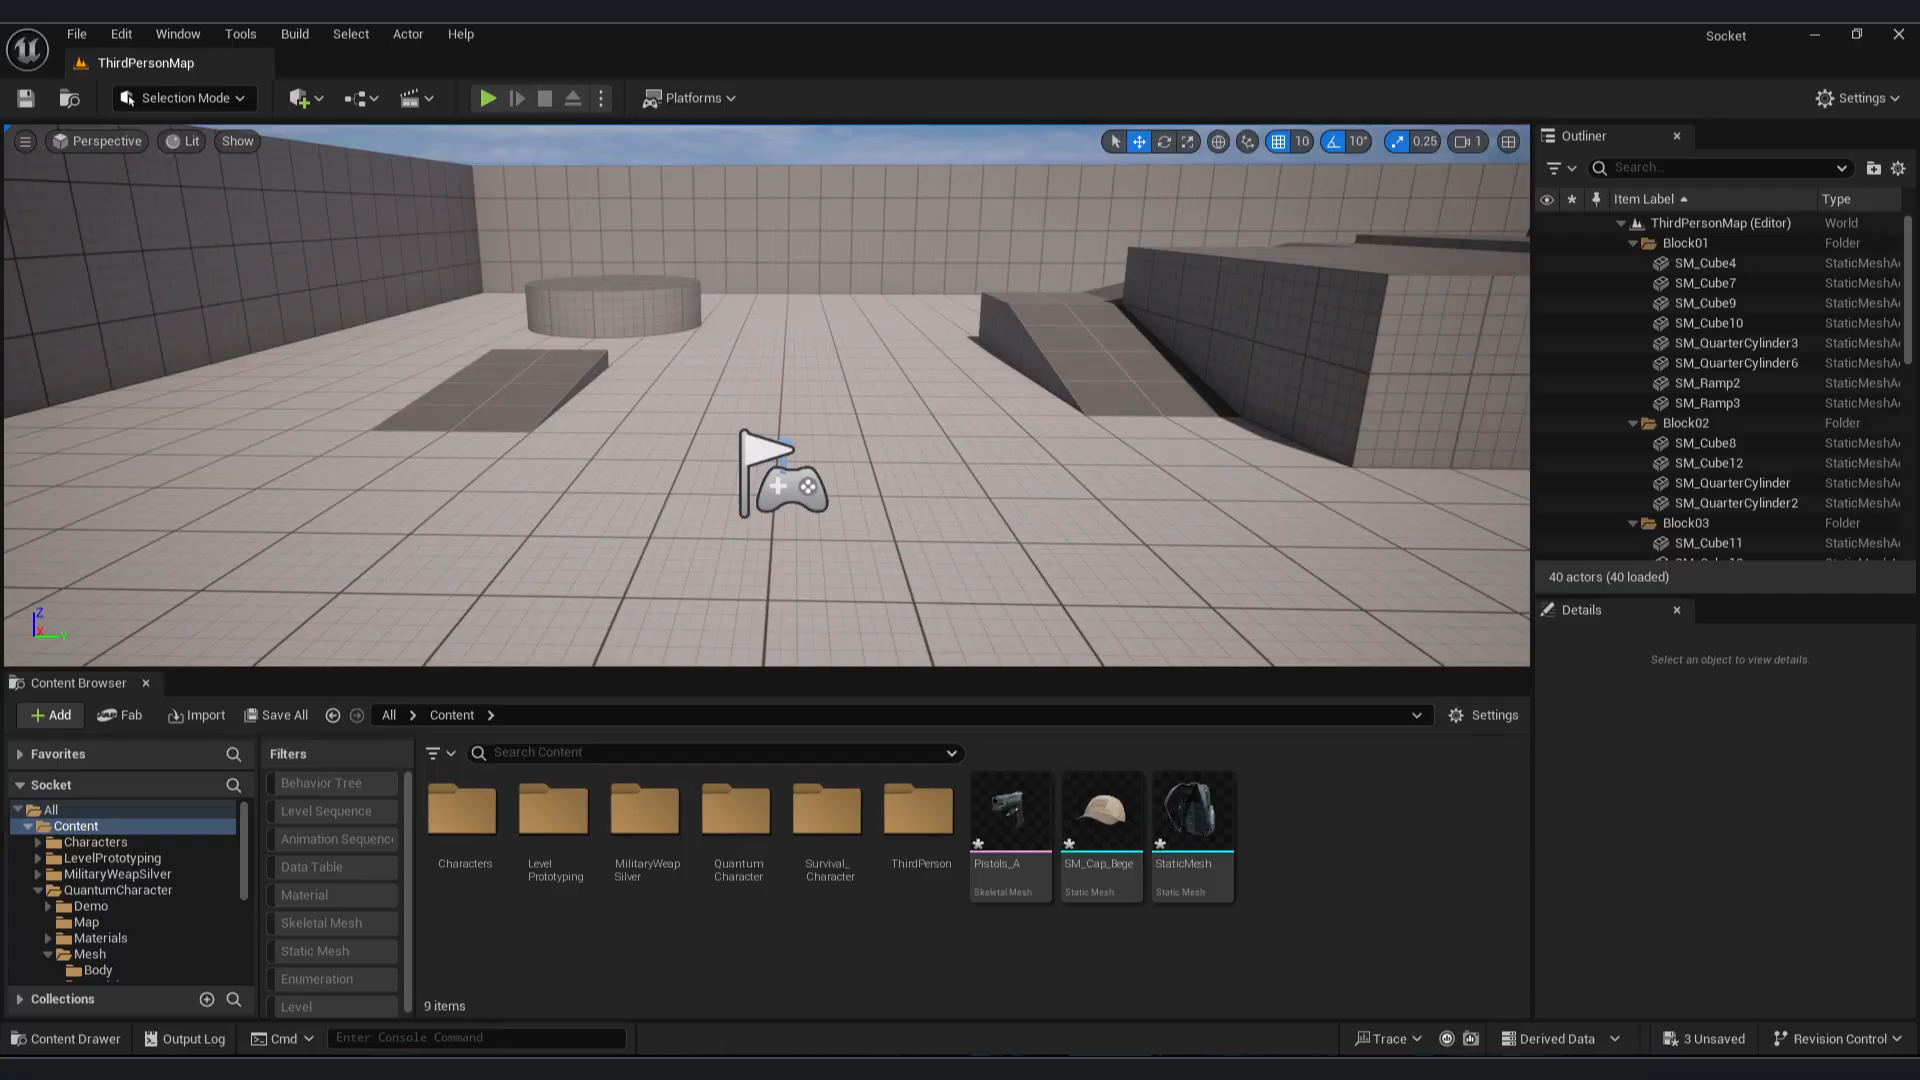 File Edit Window Tools Build Select Actor Help
Socket
ThirdPersonMap
Selection Mode
Platforms
Settings
Perspective Lit Show
10 10° 0.25 1
Outliner
Search...
Item Label Type
ThirdPersonMap (Editor) World
Block01 Folder
SM_Cube4 StaticMeshA
SM_Cube7 StaticMeshA
SM_Cube9 StaticMeshA
SM_Cube10 StaticMeshA
SM_QuarterCylinder3 StaticMeshA
SM_QuarterCylinder6 StaticMeshA
SM_Ramp2 StaticMeshA
SM_Ramp3 StaticMeshA
Block02 Folder
SM_Cube8 StaticMeshA
SM_Cube12 StaticMeshA
SM_QuarterCylinder StaticMeshA
SM_QuarterCylinder2 StaticMeshA
Block03 Folder
SM_Cube11 StaticMeshA
40 actors (40 loaded)
Details
Select an object to view details.
Z
X
Y
Content Browser
Add Fab Import Save All All Content Settings
Favorites
Socket
All
Content
Characters
LevelPrototyping
MilitaryWeapSilver
QuantumCharacter
Demo
Map
Materials
Mesh
Body
Collections
Filters
Behavior Tree
Level Sequence
Animation Sequenc
Data Table
Material
Skeletal Mesh
Static Mesh
Enumeration
Level
Search Content
Characters
Level
Prototyping
MilitaryWeap
Silver
Quantum
Character
Survival_
Character
ThirdPerson
Pistols_A
Skeletal Mesh
SM_Cap_Bege
Static Mesh
StaticMesh
Static Mesh
9 items
Content Drawer Output Log Cmd Enter Console Command
Trace Derived Data 3 Unsaved Revision Control